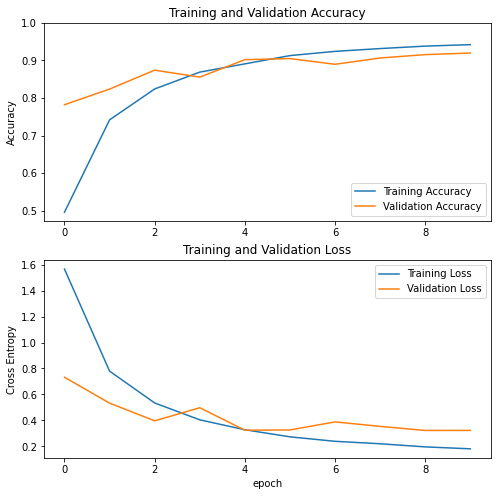 Training and Validation Accuracy
1.0
0.9
0.8
0.7
0.6
0.5
Accuracy
Training Accuracy
Validation Accuracy
0 2 4 6 8
Training and Validation Loss
1.6
1.4
1.2
1.0
0.8
0.6
0.4
0.2
Cross Entropy
Training Loss
Validation Loss
0 2 4 6 8
epoch